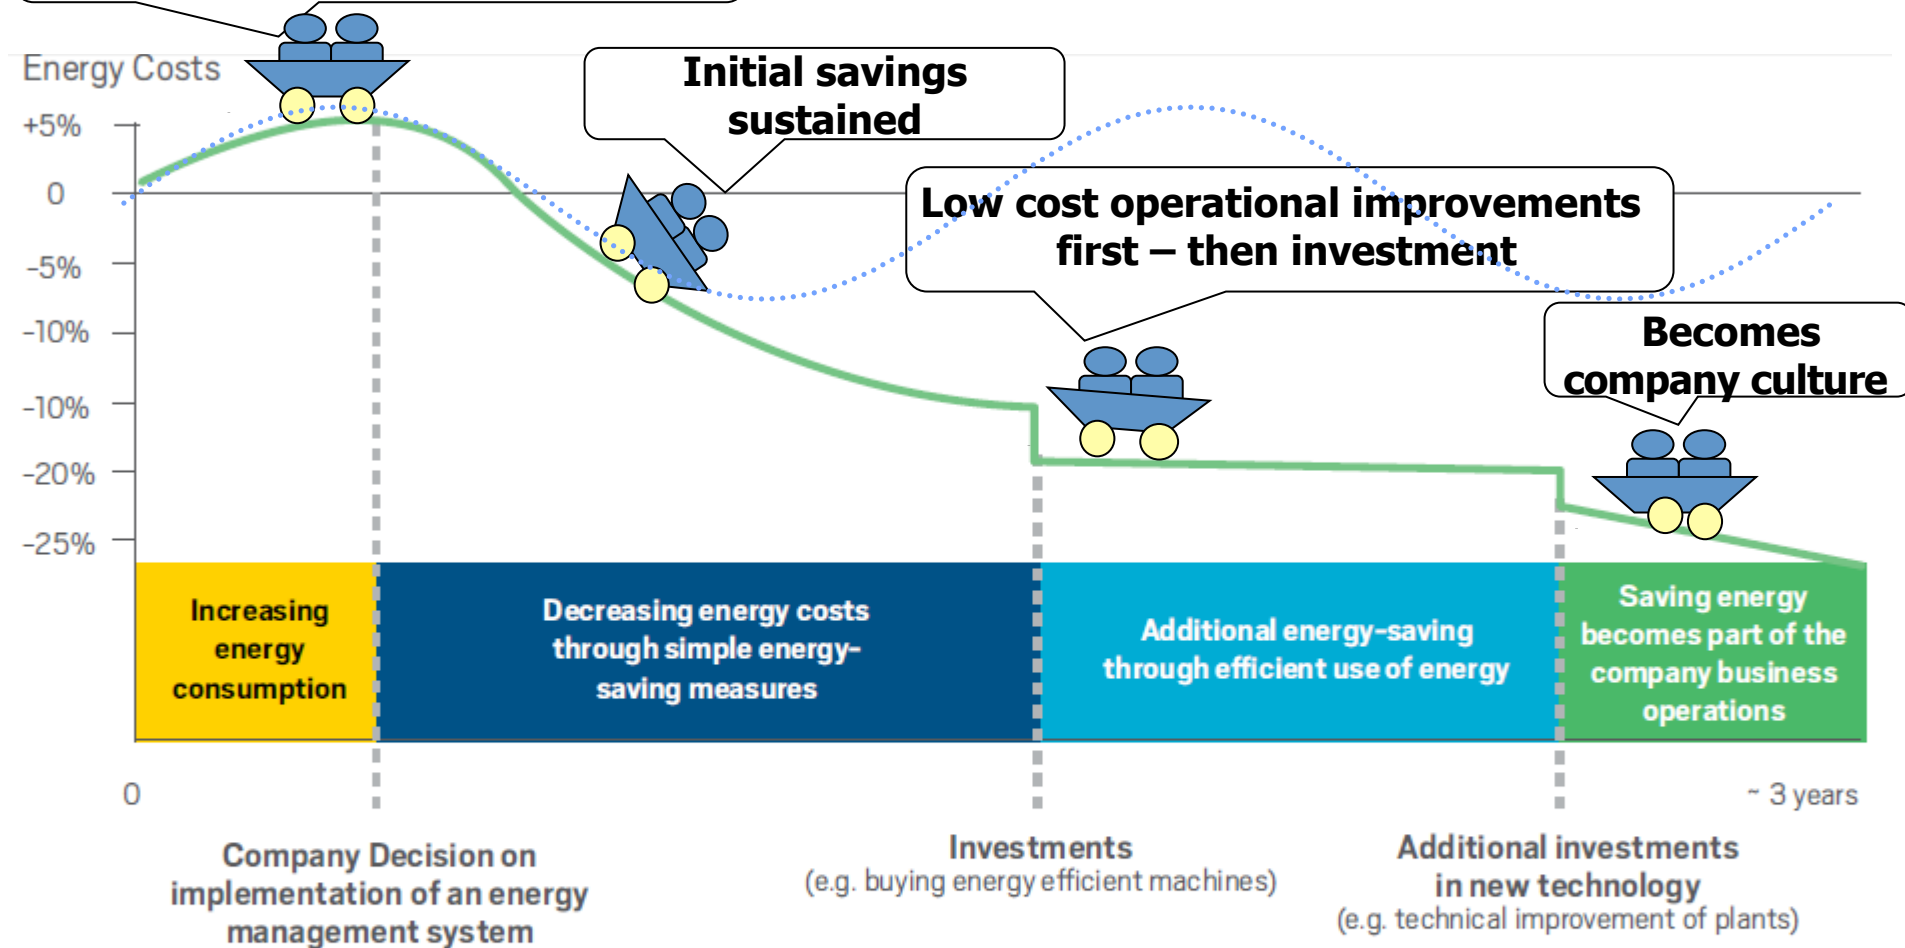 Energy Costs
Initial savings
sustained
Low cost operational improvements
first – then investment
Becomes
company culture
+5%
0
-5%
-10%
-10%
-20%
-25%
Increasing
energy
consumption
Decreasing energy costs
through simple energy-
saving measures
Additional energy-saving
through efficient use of energy
Saving energy
becomes part of the
company business
operations
0
~ 3 years
Company Decision on
implementation of an energy
management system
Investments
(e.g. buying energy efficient machines)
Additional investments
in new technology
(e.g. technical improvement of plants)